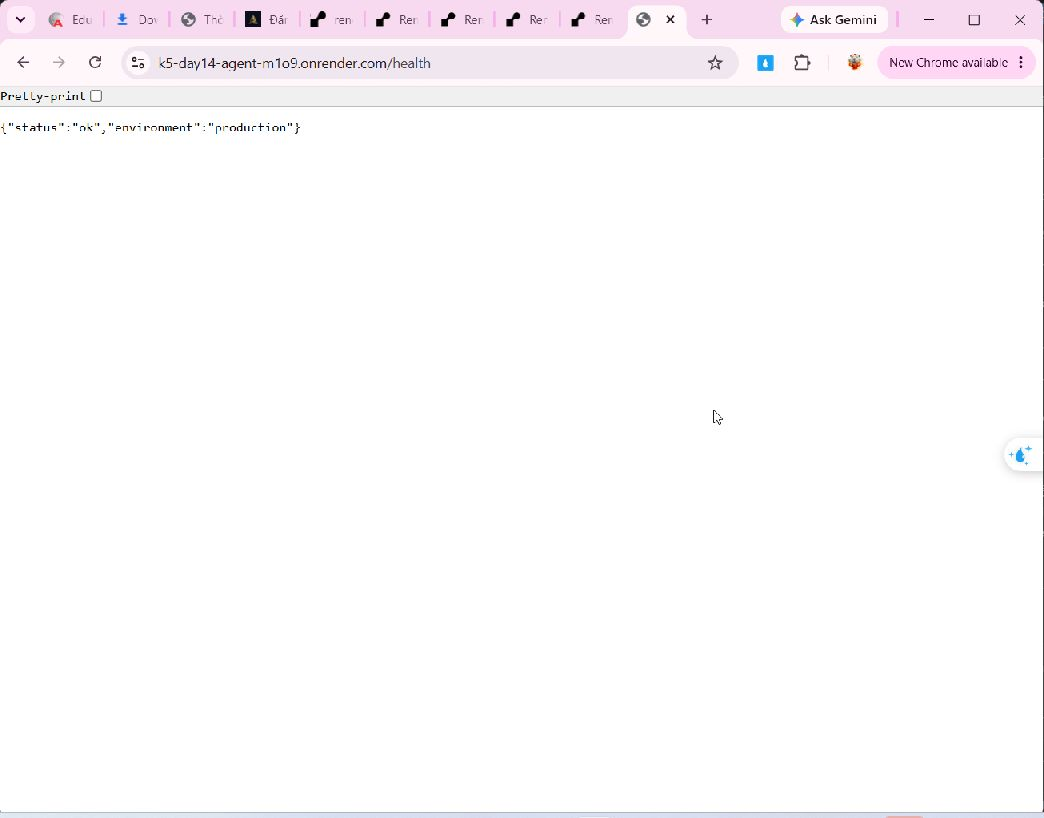 Edu Dov Thô Đán ren Ren Ren Ren Ren Ask Gemini
k5-day14-agent-m1o9.onrender.com/health New Chrome available
Pretty-print
{"status":"ok","environment":"production"}